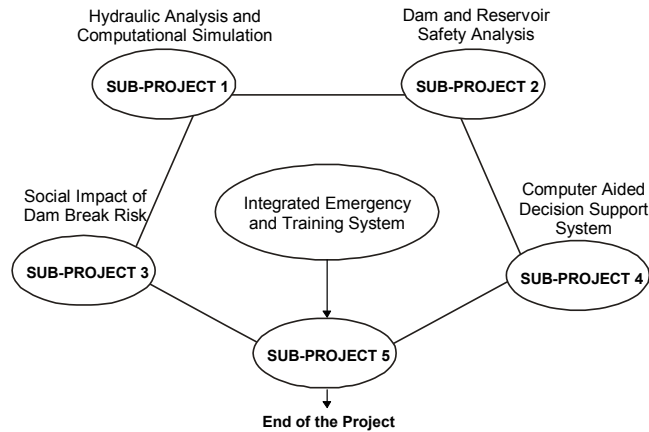 Hydraulic Analysis and
Computational Simulation
SUB-PROJECT 1
Dam and Reservoir
Safety Analysis
SUB-PROJECT 2
Social Impact of
Dam Break Risk
SUB-PROJECT 3
Integrated Emergency
and Training System
Computer Aided
Decision Support
System
SUB-PROJECT 4
SUB-PROJECT 5
End of the Project